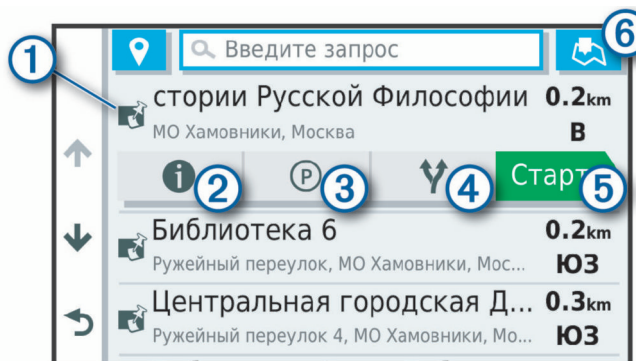 6
Введите запрос
1
стории Русской Философии 0.2km
МО Хамовники, Москва В
2 P 3 4 Старт 5
Библиотека 6 0.2km
Ружейный переулок, МО Хамовники, Мос... ЮЗ
Центральная городская Д... 0.3km
Ружейный переулок 4, МО Хамовники, Мо... ЮЗ